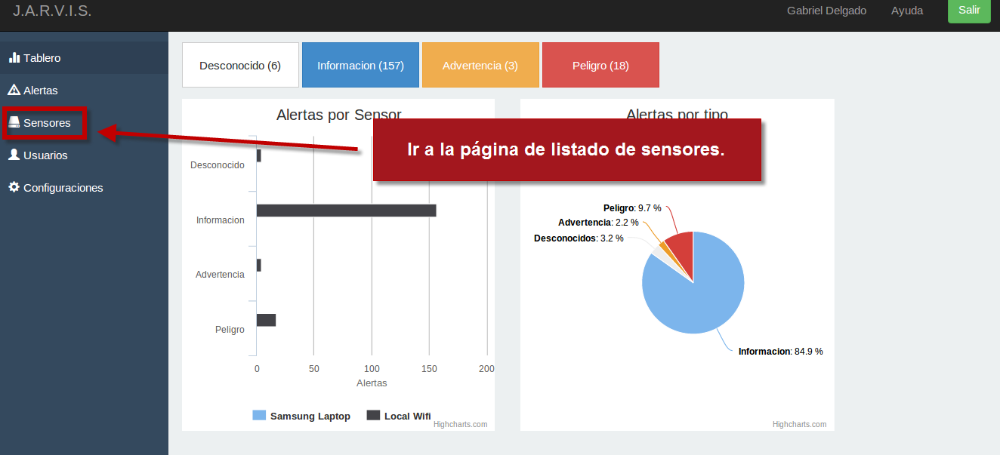 J.A.R.V.I.S.
Gabriel Delgado
Ayuda
Salir
Tablero
Alertas
Sensores
Usuarios
Configuraciones
Desconocido (6)
Informacion (157)
Advertencia (3)
Peligro (18)
Alertas por Sensor
Desconocido
Informacion
Advertencia
Peligro
0 50 100 150 200
Alertas
Samsung Laptop Local Wifi
Highcharts.com
Ir a la página de listado de sensores.
Alertas por tipo
Peligro: 9.7 %
Advertencia: 2.2 %
Desconocidos: 3.2 %
Informacion: 84.9 %
Highcharts.com